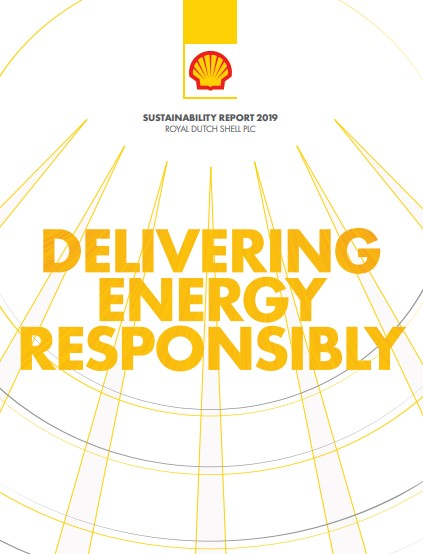 SUSTAINABILITY REPORT 2019
ROYAL DUTCH SHELL PLC
DELIVERING
ENERGY
RESPONSIBLY